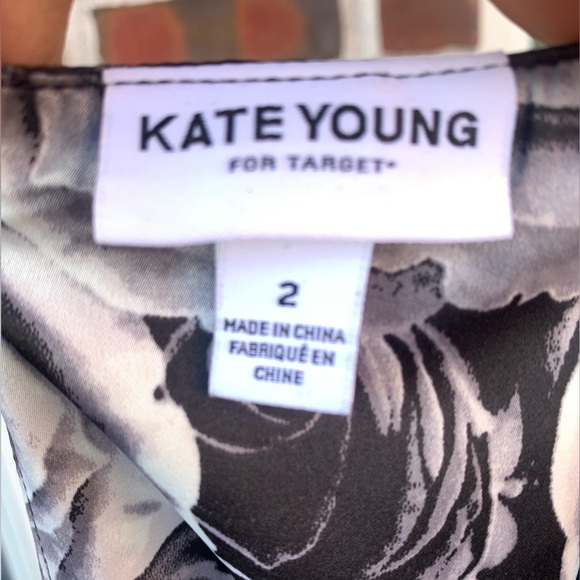 KATE YOUNG
FOR TARGET®
2
MADE IN CHINA
FABRIQUÉ EN
CHINE